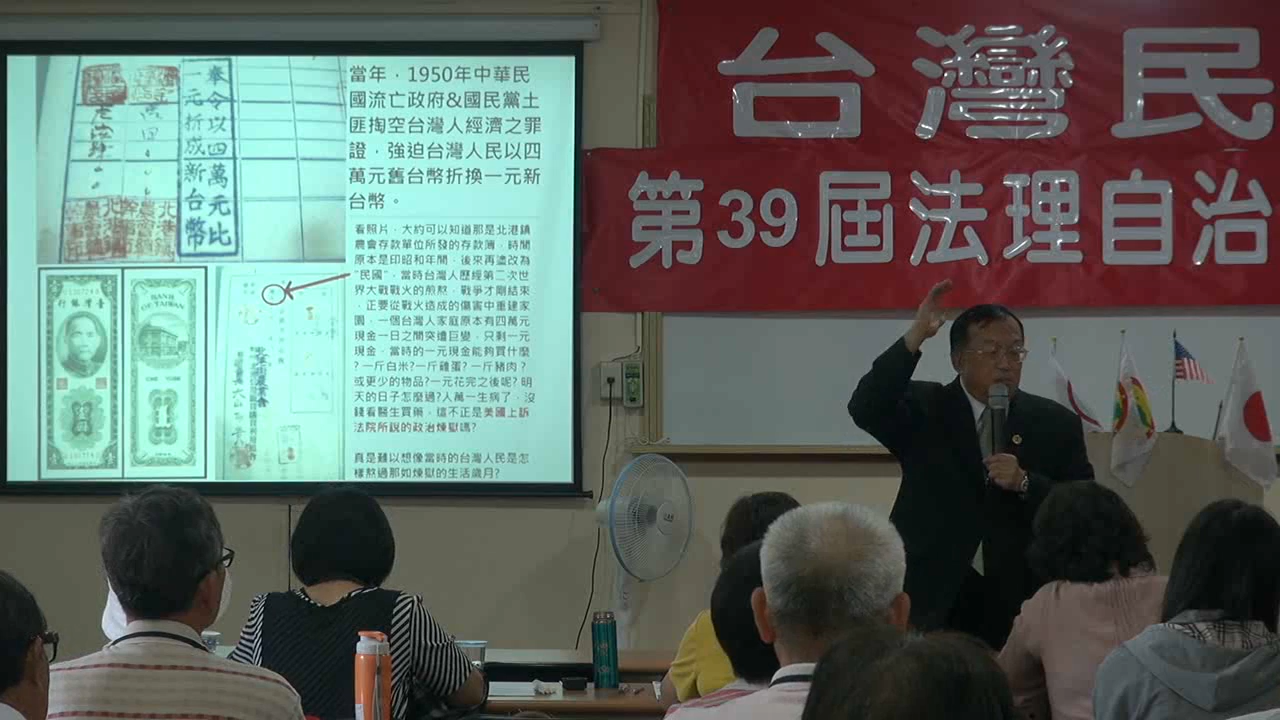 台灣民
第39屆法理自治
當年，1950年中華民
國流亡政府&國民黨土
匪掏空台灣人經濟之罪
證，強迫台灣人民以四
萬元舊台幣折換一元新
台幣。
看照片，大約可以知道那是北港鎮
農會存款單位所發的存款簿，時間
原本是印昭和年間，後來再塗改為
"民國"，當時台灣人歷經第二次世
界大戰戰火的煎熬，戰爭才剛結束
，正要從戰火造成的傷害中重建家
園，一個台灣人家庭原本有四萬元
現金一日之間突遭巨變，只剩一元
現金，當時的一元現金能夠買什麼
？一斤白米？一斤雞蛋？一斤豬肉？
或更少的物品？一元花完之後呢？明
天的日子怎麼過？人萬一生病了，沒
錢看醫生買藥，這不正是美國上訴
法院所說的政治煉獄嗎？
真是難以想像當時的台灣人民是怎
樣熬過那如煉獄的生活歲月？
奉令以四萬元比
一元折成新台幣
臺灣銀行
BANK
OF TAIWAN